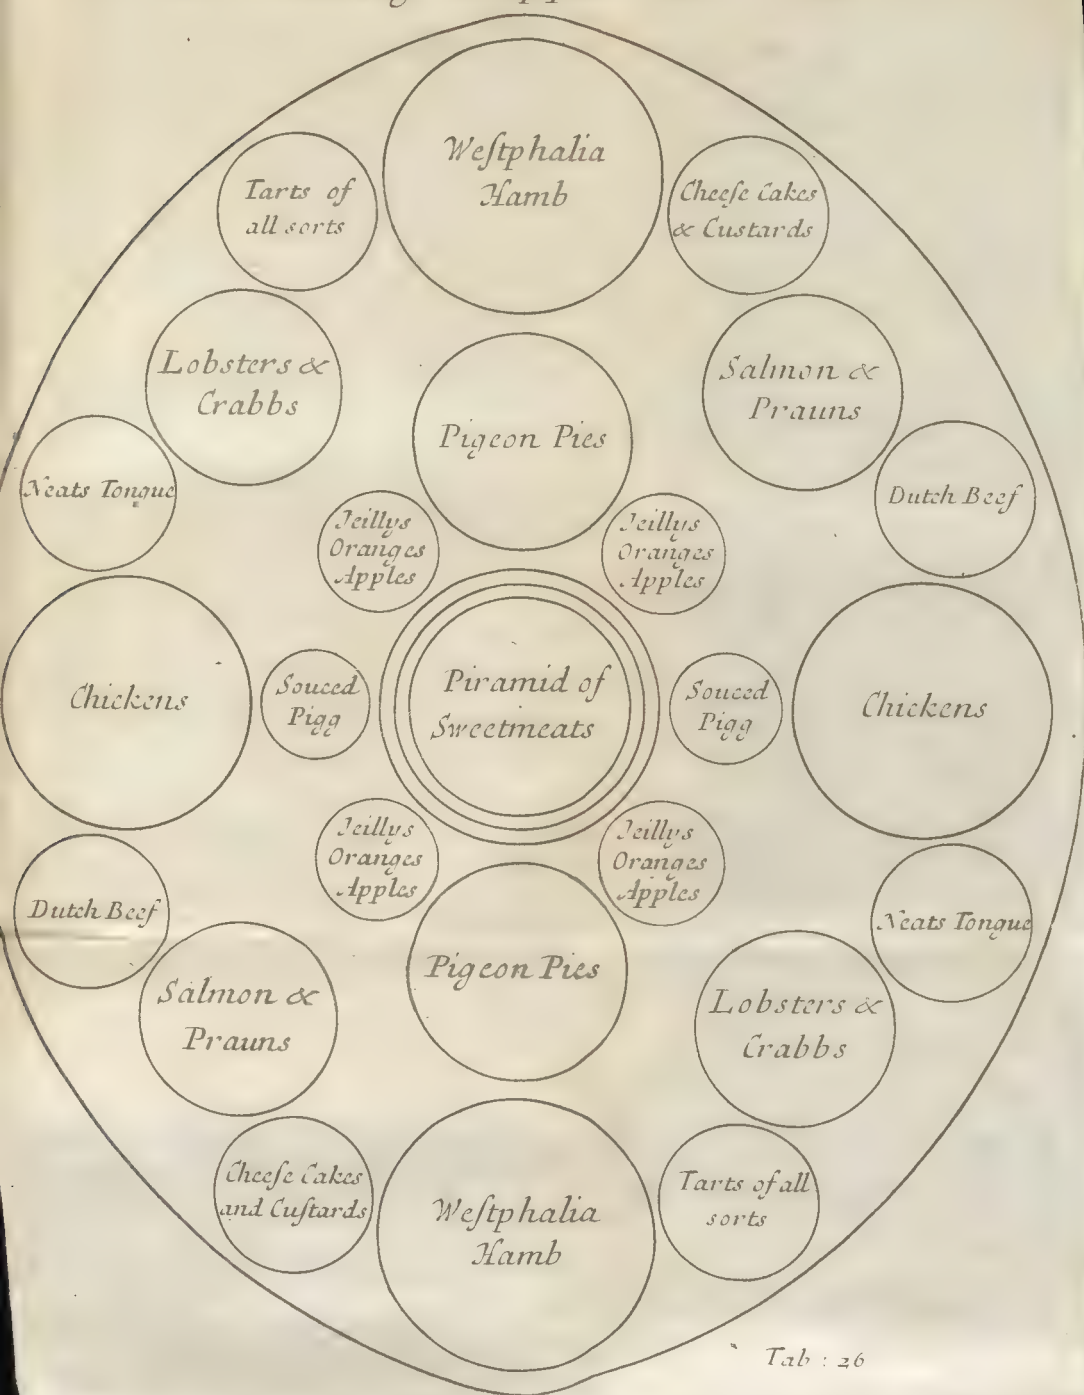 Weſtphalia
Hamb
Tarts of
all sorts
Cheeſe Cakes
& Custards
Lobsters &
Crabbs
Salmon &
Prauns
Pigeon Pies
Neats Tongue
Dutch Beef
Jeillys
Oranges
Apples
Jeillys
Oranges
Apples
Chickens
Souced
Pigg
Piramid of
Sweetmeats
Souced
Pigg
Chickens
Jeillys
Oranges
Apples
Jeillys
Oranges
Apples
Dutch Beef
Neats Tongue
Pigeon Pies
Salmon &
Prauns
Lobsters &
Crabbs
Cheeſe Cakes
and Cuſtards
Weſtphalia
Hamb
Tarts of all
sorts
Tab : 26